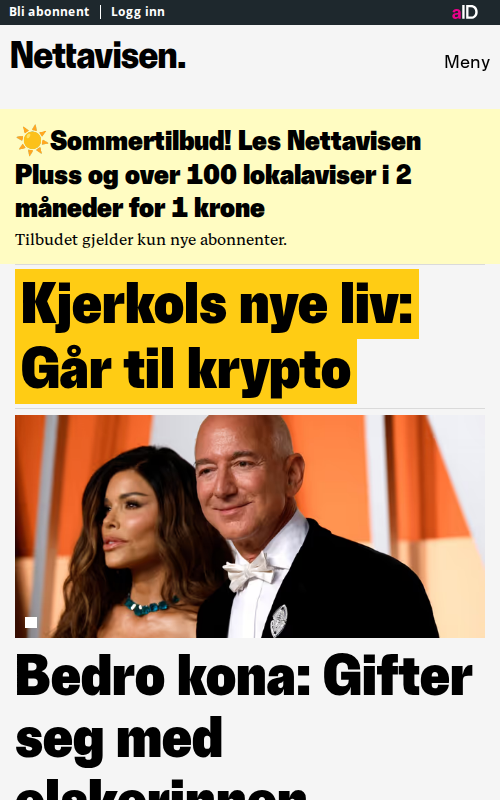 Bli abonnent | Logg inn
aID
Nettavisen.
Meny
☀️Sommertilbud! Les Nettavisen
Pluss og over 100 lokalaviser i 2
måneder for 1 krone
Tilbudet gjelder kun nye abonnenter.
Kjerkols nye liv:
Går til krypto
Bedro kona: Gifter
seg med
elskerinnen